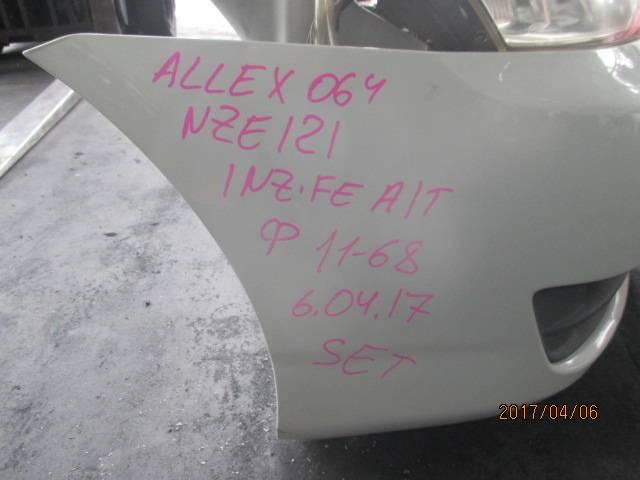 ALLEX 064
NZE121
1NZ.FE A/T
Ф 11-68
6.04.17
SET
2017/04/06